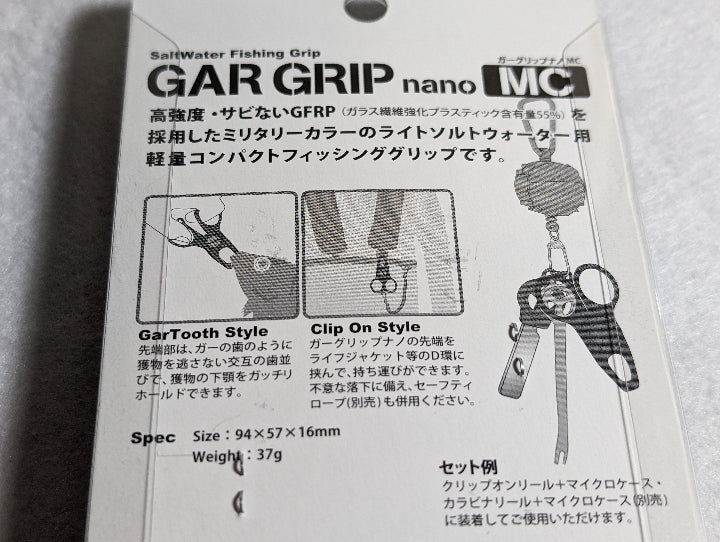 SaltWater Fishing Grip
ガーグリップナノ MC
GAR GRIP nano MC
高強度・サビないGFRP（ガラス繊維強化プラスティック含有量55%）を
採用したミリタリーカラーのライトソルトウォーター用
軽量コンパクトフィッシンググリップです。
GarTooth Style
先端部は、ガーの歯のように
獲物を逃さない交互の歯並
びで、獲物の下顎をガッチリ
ホールドできます。
Clip On Style
ガーグリップナノの先端を
ライフジャケット等のD環に
挟んで、持ち運びができます。
不意な落下に備え、セーフティ
ロープ(別売)も併用ください。
Spec Size：94×57×16mm
Weight：37g
セット例
クリップオンリール＋マイクロケース・
カラビナリール＋マイクロケース(別売)
に装着してご使用いただけます。